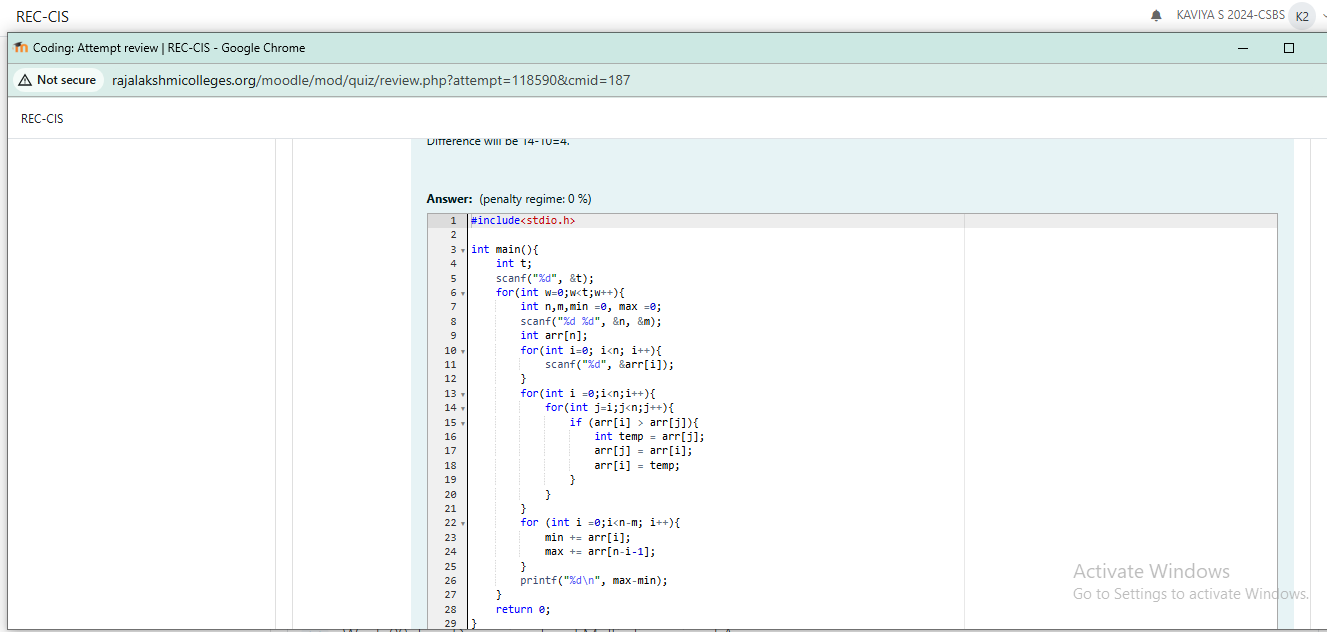 REC-CIS
KAVIYA S 2024-CSBS K2
Coding: Attempt review | REC-CIS - Google Chrome
Not secure rajalakshmicolleges.org/moodle/mod/quiz/review.php?attempt=118590&cmid=187
REC-CIS
Difference will be 14-10=4.
Answer: (penalty regime: 0 %)
1 #include<stdio.h>
2
3 int main(){
4     int t;
5     scanf("%d", &t);
6     for(int w=0;w<t;w++){
7         int n,m,min =0, max =0;
8         scanf("%d %d", &n, &m);
9         int arr[n];
10         for(int i=0; i<n; i++){
11             scanf("%d", &arr[i]);
12         }
13         for(int i =0;i<n;i++){
14             for(int j=i;j<n;j++){
15                 if (arr[i] > arr[j]){
16                     int temp = arr[j];
17                     arr[j] = arr[i];
18                     arr[i] = temp;
19                 }
20             }
21         }
22         for (int i =0;i<n-m; i++){
23             min += arr[i];
24             max += arr[n-i-1];
25         }
26         printf("%d\n", max-min);
27     }
28     return 0;
29 }
Activate Windows
Go to Settings to activate Windows.